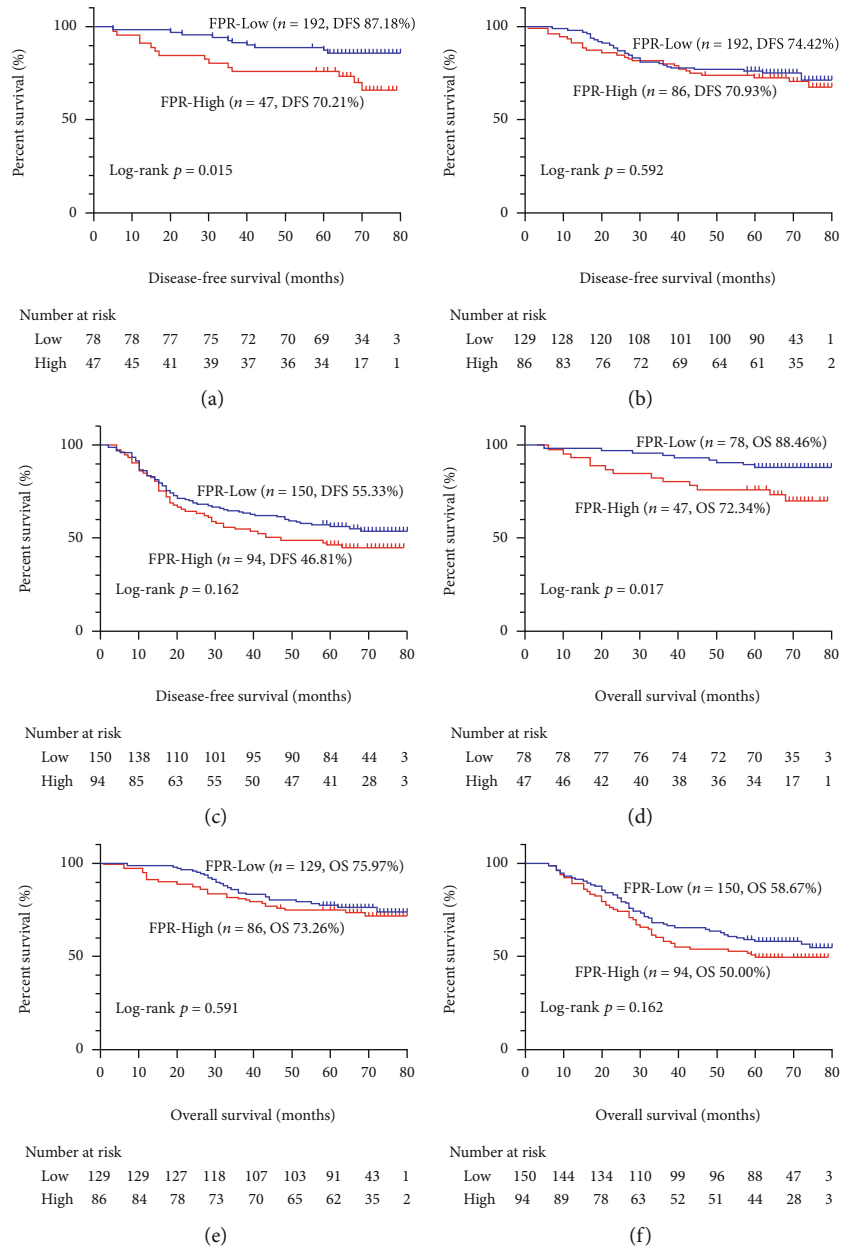 100
50
0
Percent survival (%)
FPR-Low (n = 192, DFS 87.18%)
FPR-High (n = 47, DFS 70.21%)
Log-rank p = 0.015
0 10 20 30 40 50 60 70 80
Disease-free survival (months)
Number at risk
Low 78 78 77 75 72 70 69 34 3
High 47 45 41 39 37 36 34 17 1
(a)
100
50
0
Percent survival (%)
FPR-Low (n = 192, DFS 74.42%)
FPR-High (n = 86, DFS 70.93%)
Log-rank p = 0.592
0 10 20 30 40 50 60 70 80
Disease-free survival (months)
Number at risk
Low 129 128 120 108 101 100 90 43 1
High 86 83 76 72 69 64 61 35 2
(b)
100
50
0
Percent survival (%)
FPR-Low (n = 150, DFS 55.33%)
FPR-High (n = 94, DFS 46.81%)
Log-rank p = 0.162
0 10 20 30 40 50 60 70 80
Disease-free survival (months)
Number at risk
Low 150 138 110 101 95 90 84 44 3
High 94 85 63 55 50 47 41 28 3
(c)
100
50
0
Percent survival (%)
FPR-Low (n = 78, OS 88.46%)
FPR-High (n = 47, OS 72.34%)
Log-rank p = 0.017
0 10 20 30 40 50 60 70 80
Overall survival (months)
Number at risk
Low 78 78 77 76 74 72 70 35 3
High 47 46 42 40 38 36 34 17 1
(d)
100
50
0
Percent survival (%)
FPR-Low (n = 129, OS 75.97%)
FPR-High (n = 86, OS 73.26%)
Log-rank p = 0.591
0 10 20 30 40 50 60 70 80
Overall survival (months)
Number at risk
Low 129 129 127 118 107 103 91 43 1
High 86 84 78 73 70 65 62 35 2
(e)
100
50
0
Percent survival (%)
FPR-Low (n = 150, OS 58.67%)
FPR-High (n = 94, OS 50.00%)
Log-rank p = 0.162
0 10 20 30 40 50 60 70 80
Overall survival (months)
Number at risk
Low 150 144 134 110 99 96 88 47 3
High 94 89 78 63 52 51 44 28 3
(f)